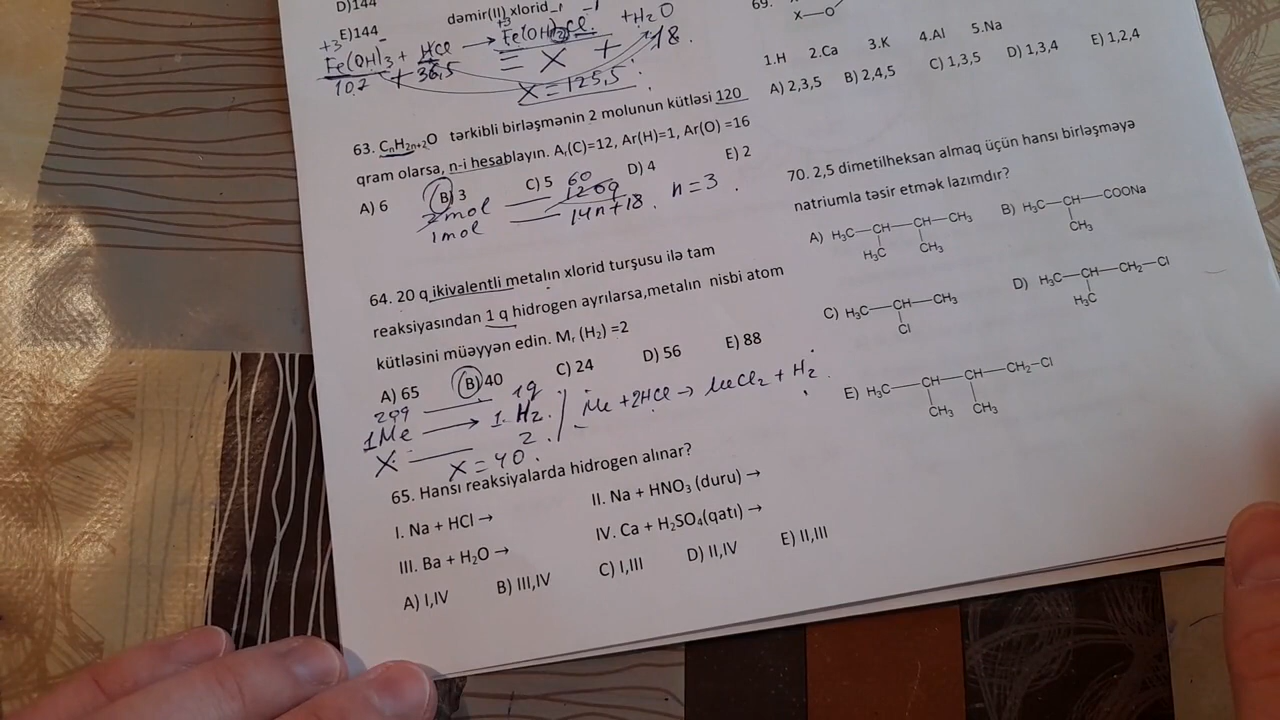 D)144
dəmir(II) xlorid
E)144
+3 +3 -1
Fe(OH)3 + HCl → Fe(OH)2Cl + H2O
107 + 36,5 = x + 18.
x = 125,5
63. CnH2n+2O tərkibli birləşmənin 2 molunun kütləsi 120
qram olarsa, n-i hesablayın. Ar(C)=12, Ar(H)=1, Ar(O) =16
A) 6 B) 3 C) 5 D) 4 E) 2
2mol — 60 120q
1mol — 14n+18. n = 3.
64. 20 q ikivalentli metalın xlorid turşusu ilə tam
reaksiyasından 1 q hidrogen ayrılarsa,metalın nisbi atom
kütləsini müəyyən edin. Mr (H2) =2
A) 65 B) 40 C) 24 D) 56 E) 88
1q
1Me → 1. H2. Me + 2HCl → MeCl2 + H2.
X — 2.
X = 40.
65. Hansı reaksiyalarda hidrogen alınar?
I. Na + HCl → II. Na + HNO3 (duru) →
III. Ba + H2O → IV. Ca + H2SO4(qatı) →
A) I,IV B) III,IV C) I,III D) II,IV E) II,III
69.
X—O
1.H 2.Ca 3.K 4.Al 5.Na
A) 2,3,5 B) 2,4,5 C) 1,3,5 D) 1,3,4 E) 1,2,4
70. 2,5 dimetilheksan almaq üçün hansı birləşməyə
natriumla təsir etmək lazımdır?
A) H3C—CH—CH—CH3 B) H3C—CH—COONa
H3C CH3 CH3
C) H3C—CH—CH3 D) H3C—CH—CH2—Cl
Cl H3C
E) H3C—CH—CH—CH2—Cl
CH3 CH3